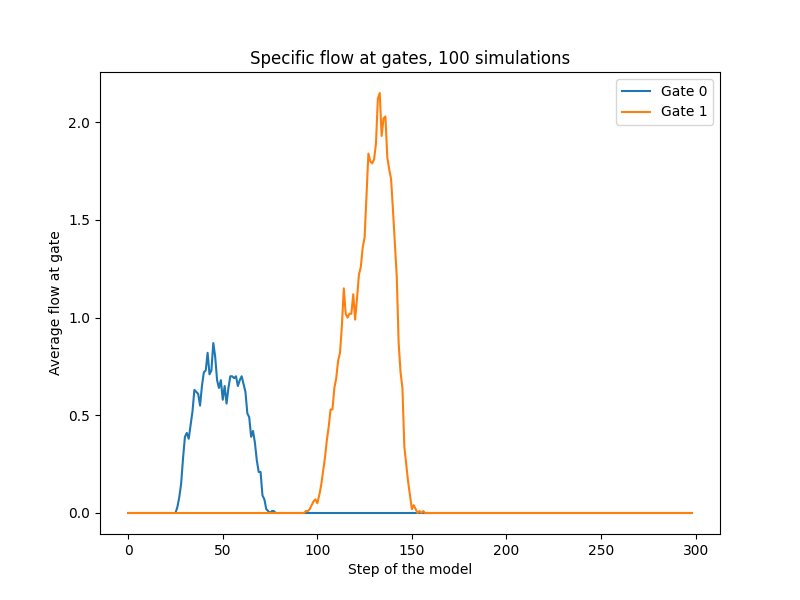 Specific flow at gates, 100 simulations
Gate 0
Gate 1
Average flow at gate
2.0
1.5
1.0
0.5
0.0
0
50
100
150
200
250
300
Step of the model